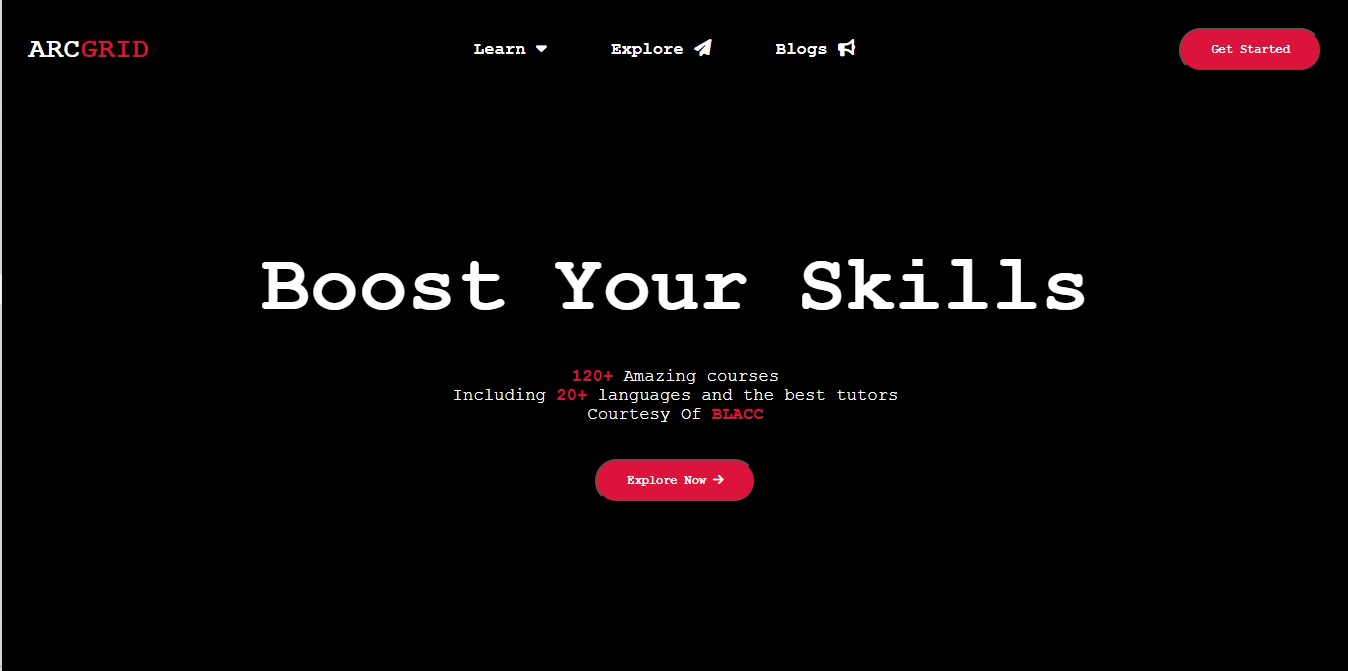 ARCGRID
Learn
Explore
Blogs
Get Started
Boost Your Skills
120+ Amazing courses
Including 20+ languages and the best tutors
Courtesy Of BLACC
Explore Now